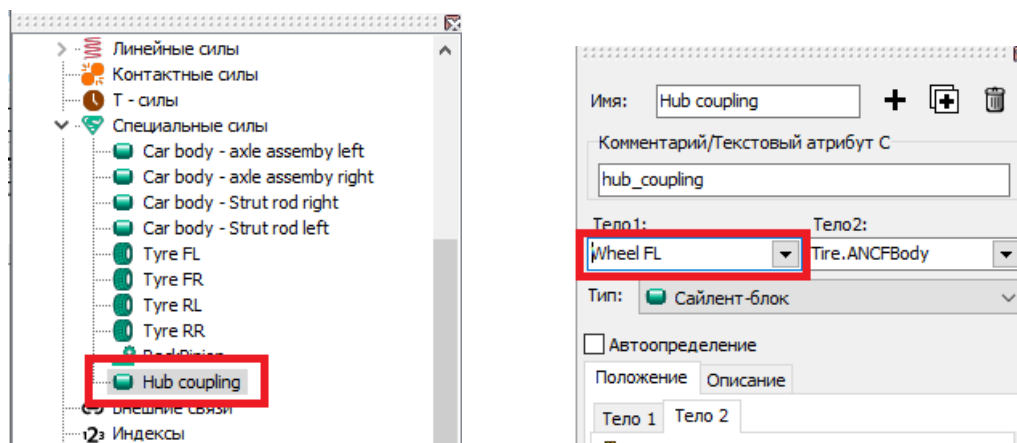 Линейные силы
Контактные силы
Т - силы
Специальные силы
Car body - axle assemby left
Car body - axle assemby right
Car body - Strut rod right
Car body - Strut rod left
Tyre FL
Tyre FR
Tyre RL
Tyre RR
Hub coupling
Внешние связи
Индексы
Имя: Hub coupling
Комментарий/Текстовый атрибут C
hub_coupling
Тело1: Тело2:
Wheel FL Tire.ANCFBody
Тип: Сайлент-блок
Автоопределение
Положение Описание
Тело 1 Тело 2